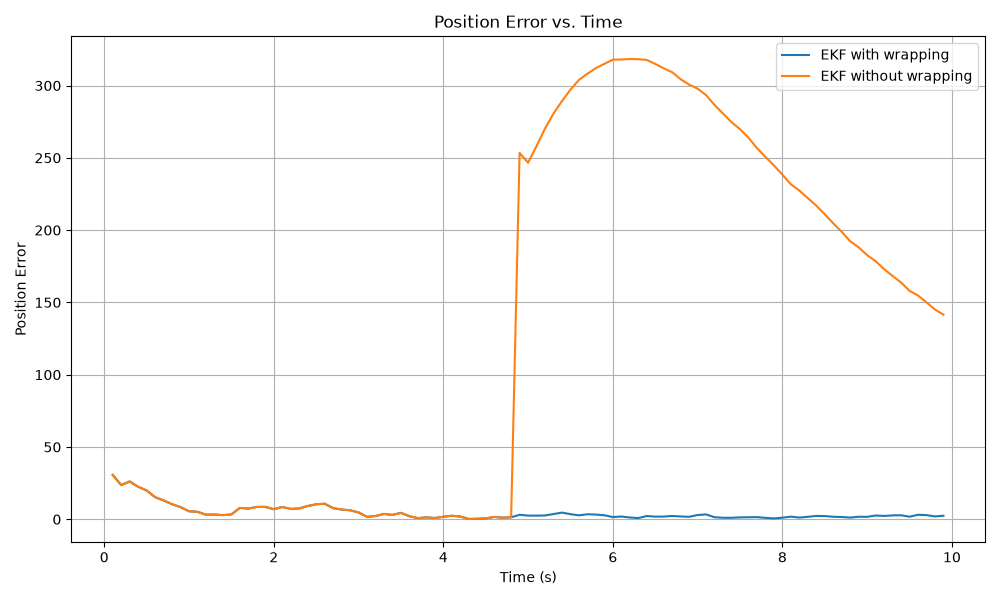 Position Error vs. Time
EKF with wrapping
EKF without wrapping
Position Error
300
250
200
150
100
50
0
0 2 4 6 8 10
Time (s)